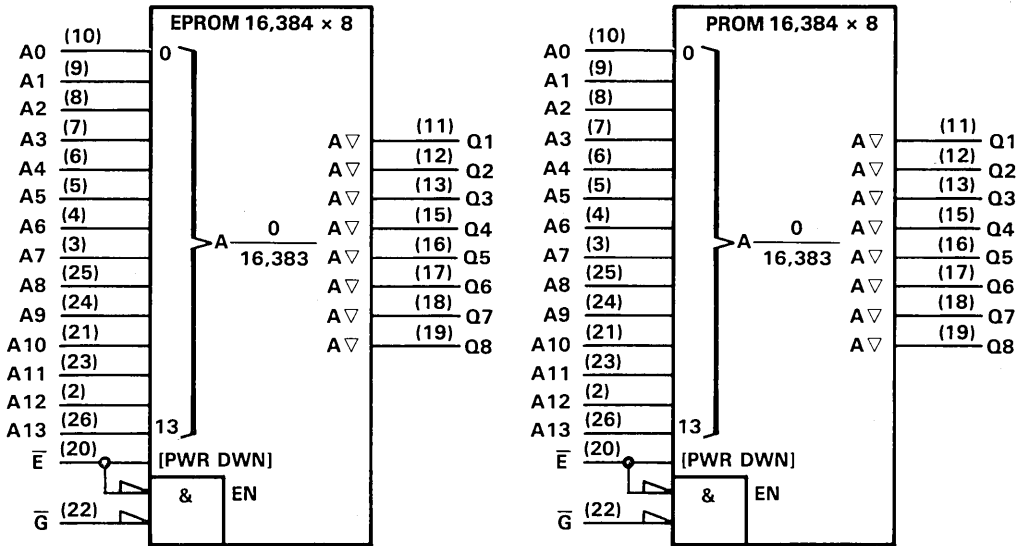 EPROM 16,384 × 8
A0 (10) 0
A1 (9)
A2 (8)
A3 (7) A▽ (11) Q1
A4 (6) A▽ (12) Q2
A5 (5) A▽ (13) Q3
A6 (4) A▽ (15) Q4
A 0
16,383
A7 (3) A▽ (16) Q5
A8 (25) A▽ (17) Q6
A9 (24) A▽ (18) Q7
A10 (21) A▽ (19) Q8
A11 (23)
A12 (2)
A13 (26) 13
E̅ (20) [PWR DWN]
& EN
G̅ (22)
PROM 16,384 × 8
A0 (10) 0
A1 (9)
A2 (8)
A3 (7) A▽ (11) Q1
A4 (6) A▽ (12) Q2
A5 (5) A▽ (13) Q3
A6 (4) A▽ (15) Q4
A 0
16,383
A7 (3) A▽ (16) Q5
A8 (25) A▽ (17) Q6
A9 (24) A▽ (18) Q7
A10 (21) A▽ (19) Q8
A11 (23)
A12 (2)
A13 (26) 13
E̅ (20) [PWR DWN]
& EN
G̅ (22)